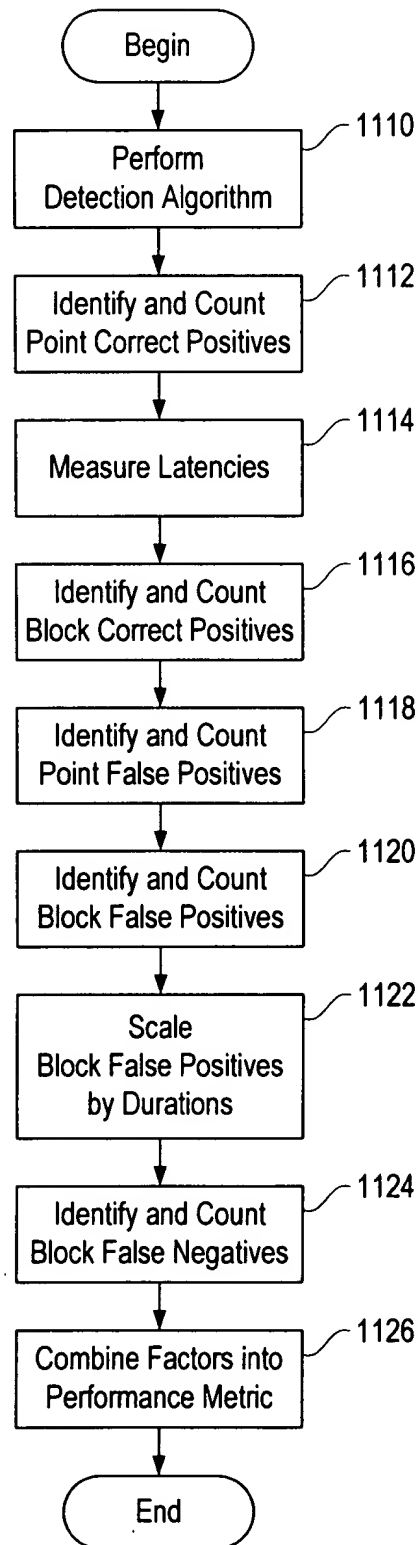 Begin
1110
Perform
Detection Algorithm
1112
Identify and Count
Point Correct Positives
1114
Measure Latencies
1116
Identify and Count
Block Correct Positives
1118
Identify and Count
Point False Positives
1120
Identify and Count
Block False Positives
1122
Scale
Block False Positives
by Durations
1124
Identify and Count
Block False Negatives
1126
Combine Factors into
Performance Metric
End